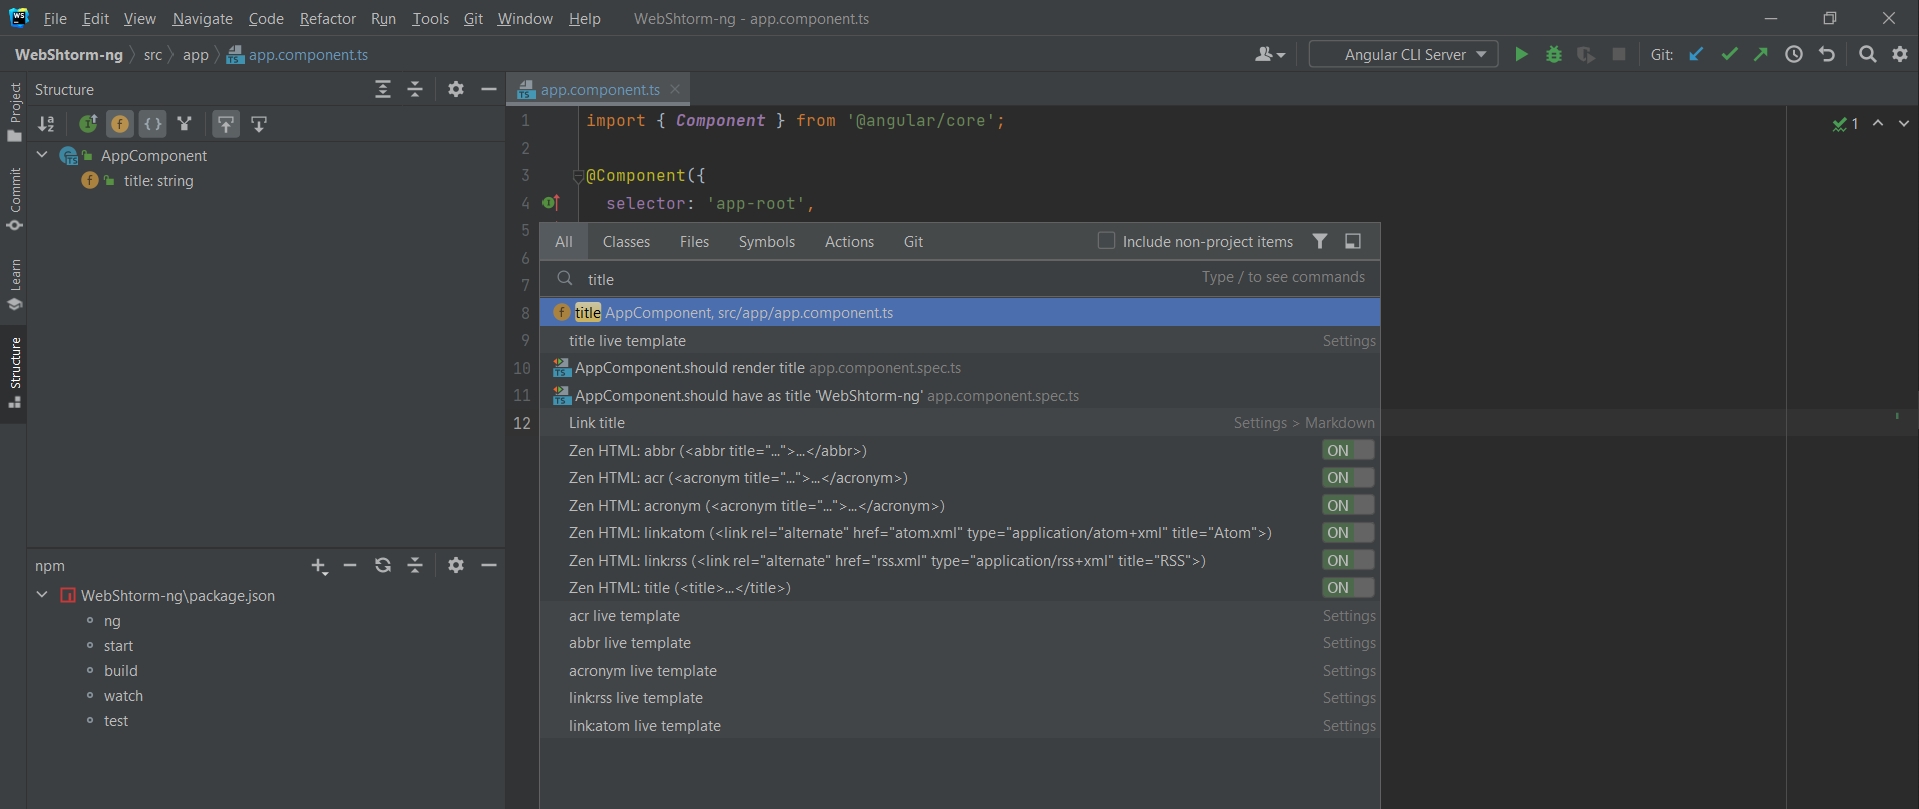 WS File Edit View Navigate Code Refactor Run Tools Git Window Help WebShtorm-ng - app.component.ts
WebShtorm-ng src app TS app.component.ts Angular CLI Server Git:
Project
Commit
Learn
Structure
Structure
AppComponent
title: string
npm
WebShtorm-ng\package.json
ng
start
build
watch
test
app.component.ts
1 import { Component } from '@angular/core';
2
3 @Component({
4 selector: 'app-root',
5
6
7
8
9
10
11
12
1
All Classes Files Symbols Actions Git Include non-project items
title Type / to see commands
title AppComponent, src/app/app.component.ts
title live template Settings
AppComponent.should render title app.component.spec.ts
AppComponent.should have as title 'WebShtorm-ng' app.component.spec.ts
Link title Settings > Markdown
Zen HTML: abbr (<abbr title="...">...</abbr>) ON
Zen HTML: acr (<acronym title="...">...</acronym>) ON
Zen HTML: acronym (<acronym title="...">...</acronym>) ON
Zen HTML: link:atom (<link rel="alternate" href="atom.xml" type="application/atom+xml" title="Atom">) ON
Zen HTML: link:rss (<link rel="alternate" href="rss.xml" type="application/rss+xml" title="RSS">) ON
Zen HTML: title (<title>...</title>) ON
acr live template Settings
abbr live template Settings
acronym live template Settings
link:rss live template Settings
link:atom live template Settings